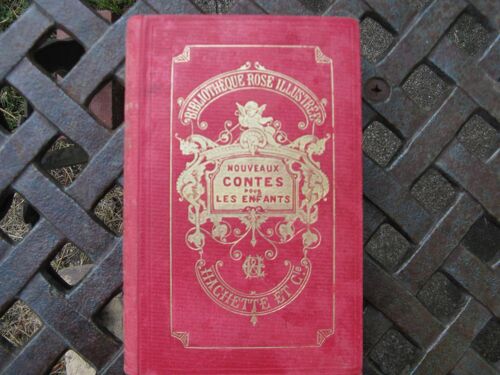 BIBLIOTHÈQUE ROSE ILLUSTRÉE
NOUVEAUX
CONTES
POUR
LES ENFANTS
HACHETTE ET Cie